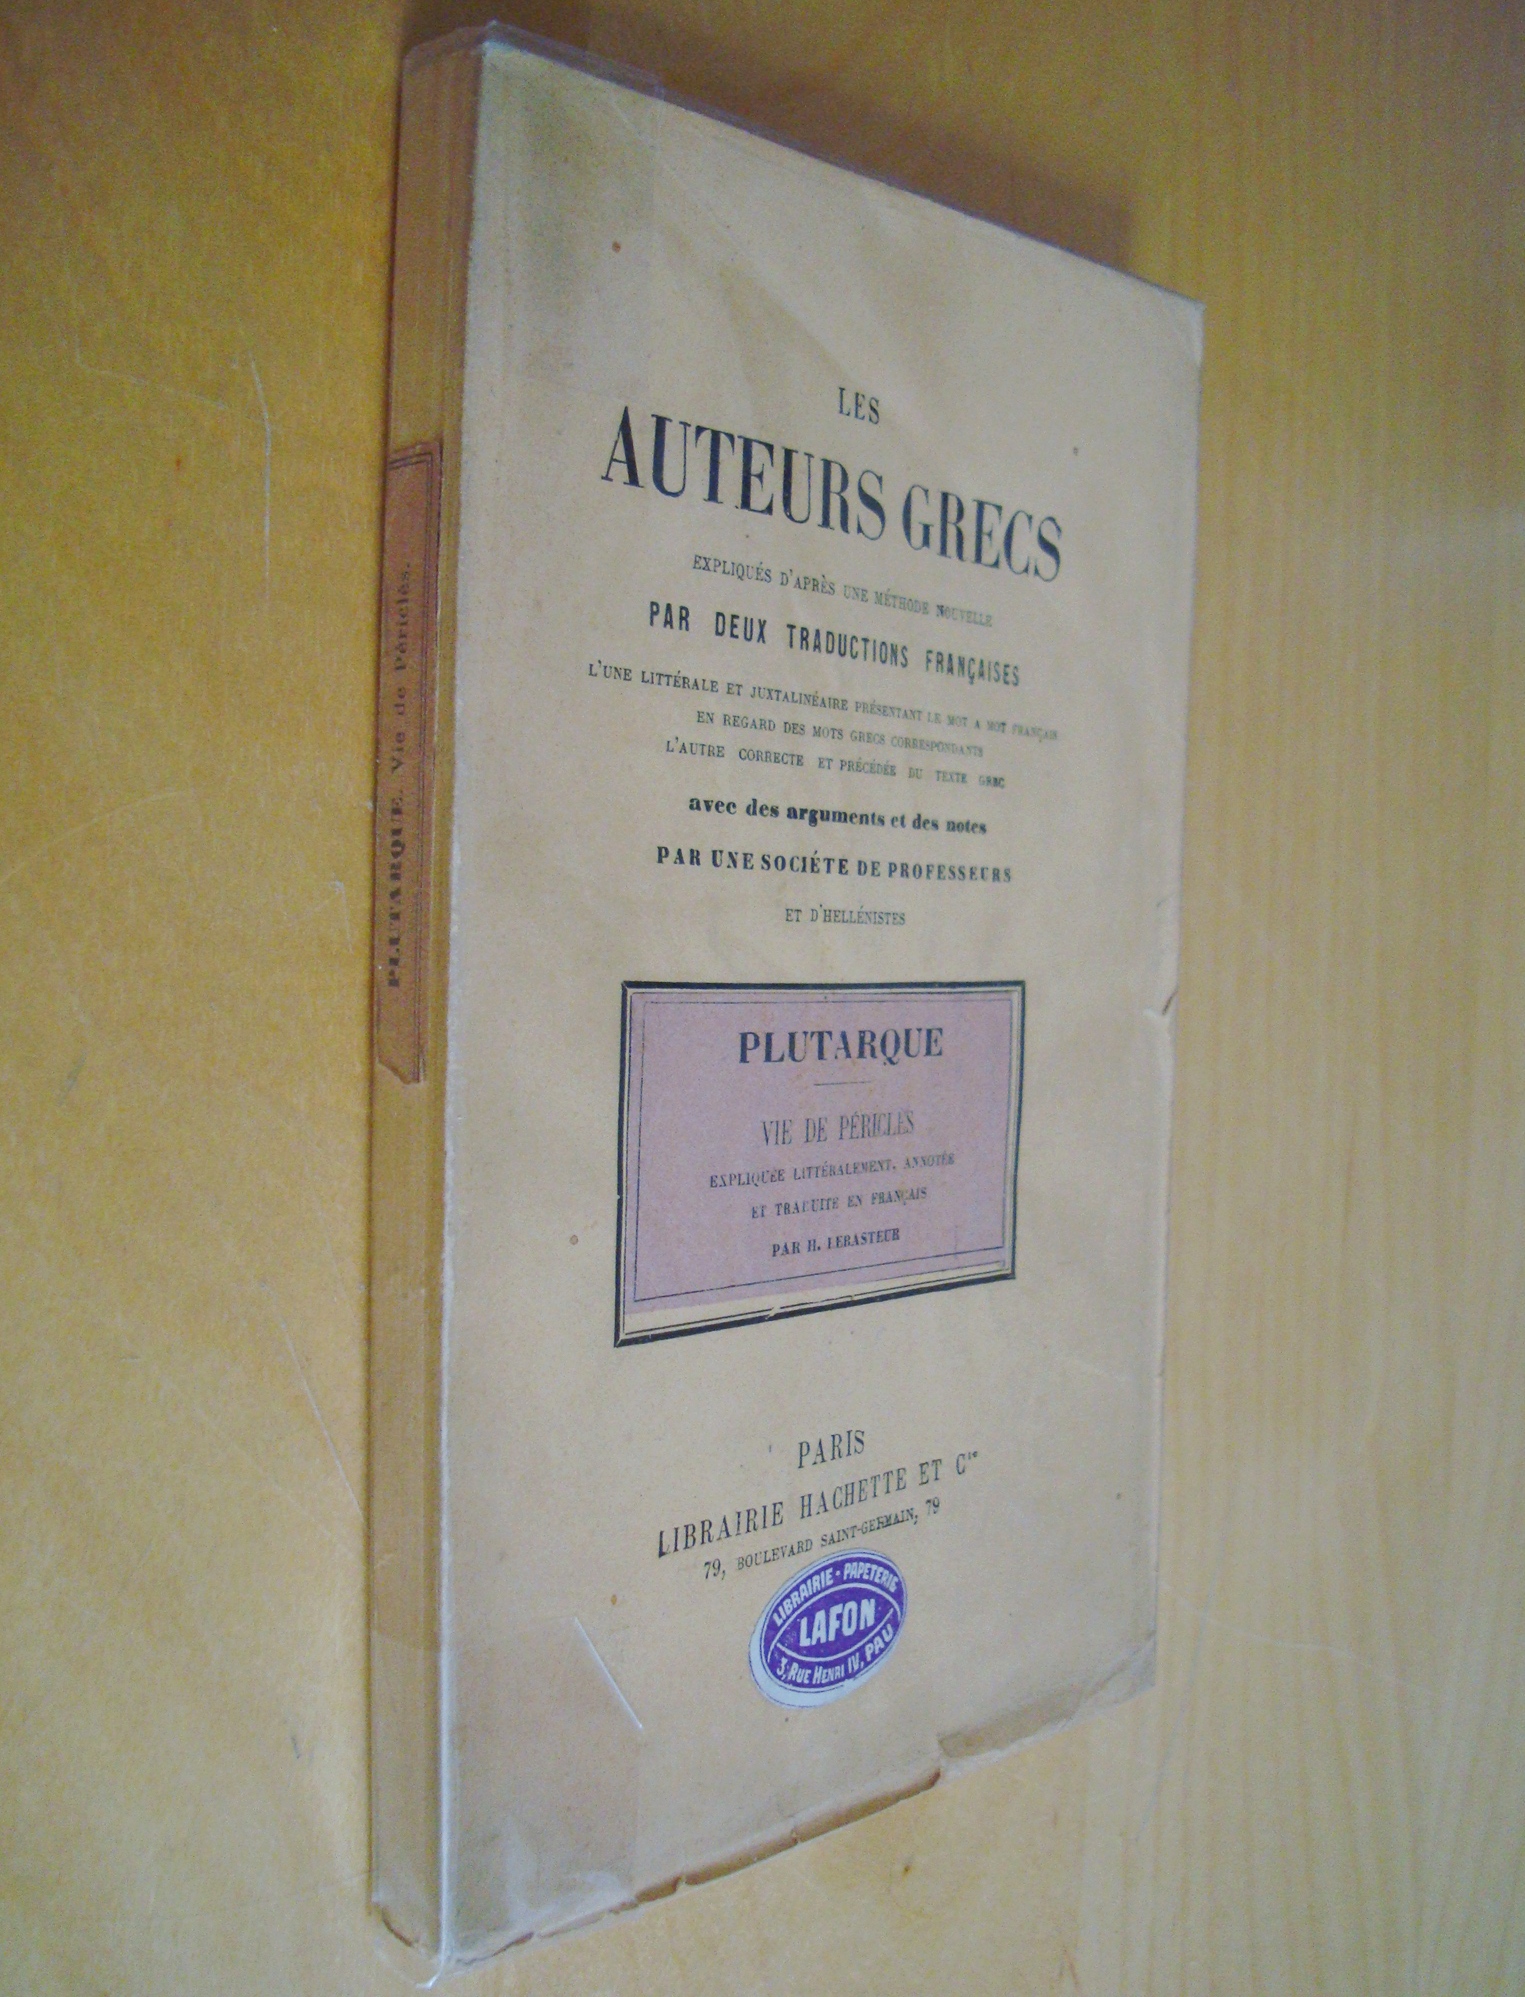 LES
AUTEURS GRECS
EXPLIQUÉS D'APRÈS UNE MÉTHODE NOUVELLE
PAR DEUX TRADUCTIONS FRANÇAISES
L'UNE LITTÉRALE ET JUXTALINÉAIRE PRÉSENTANT LE MOT A MOT FRANÇAIS
EN REGARD DES MOTS GRECS CORRESPONDANTS
L'AUTRE CORRECTE ET PRÉCÉDÉE DU TEXTE GREC
avec des arguments et des notes
PAR UNE SOCIÉTE DE PROFESSEURS
ET D'HELLÉNISTES
PLUTARQUE
VIE DE PÉRICLÈS
EXPLIQUÉE LITTÉRALEMENT, ANNOTÉE
ET TRADUITE EN FRANÇAIS
PAR H. LERASTEUR
PARIS
LIBRAIRIE HACHETTE ET Cie
79, BOULEVARD SAINT-GERMAIN, 79
LIBRAIRIE - PAPETERIE
LAFON
3, RUE HENRI IV, PAU
PLUTARQUE. Vie de Périclès.